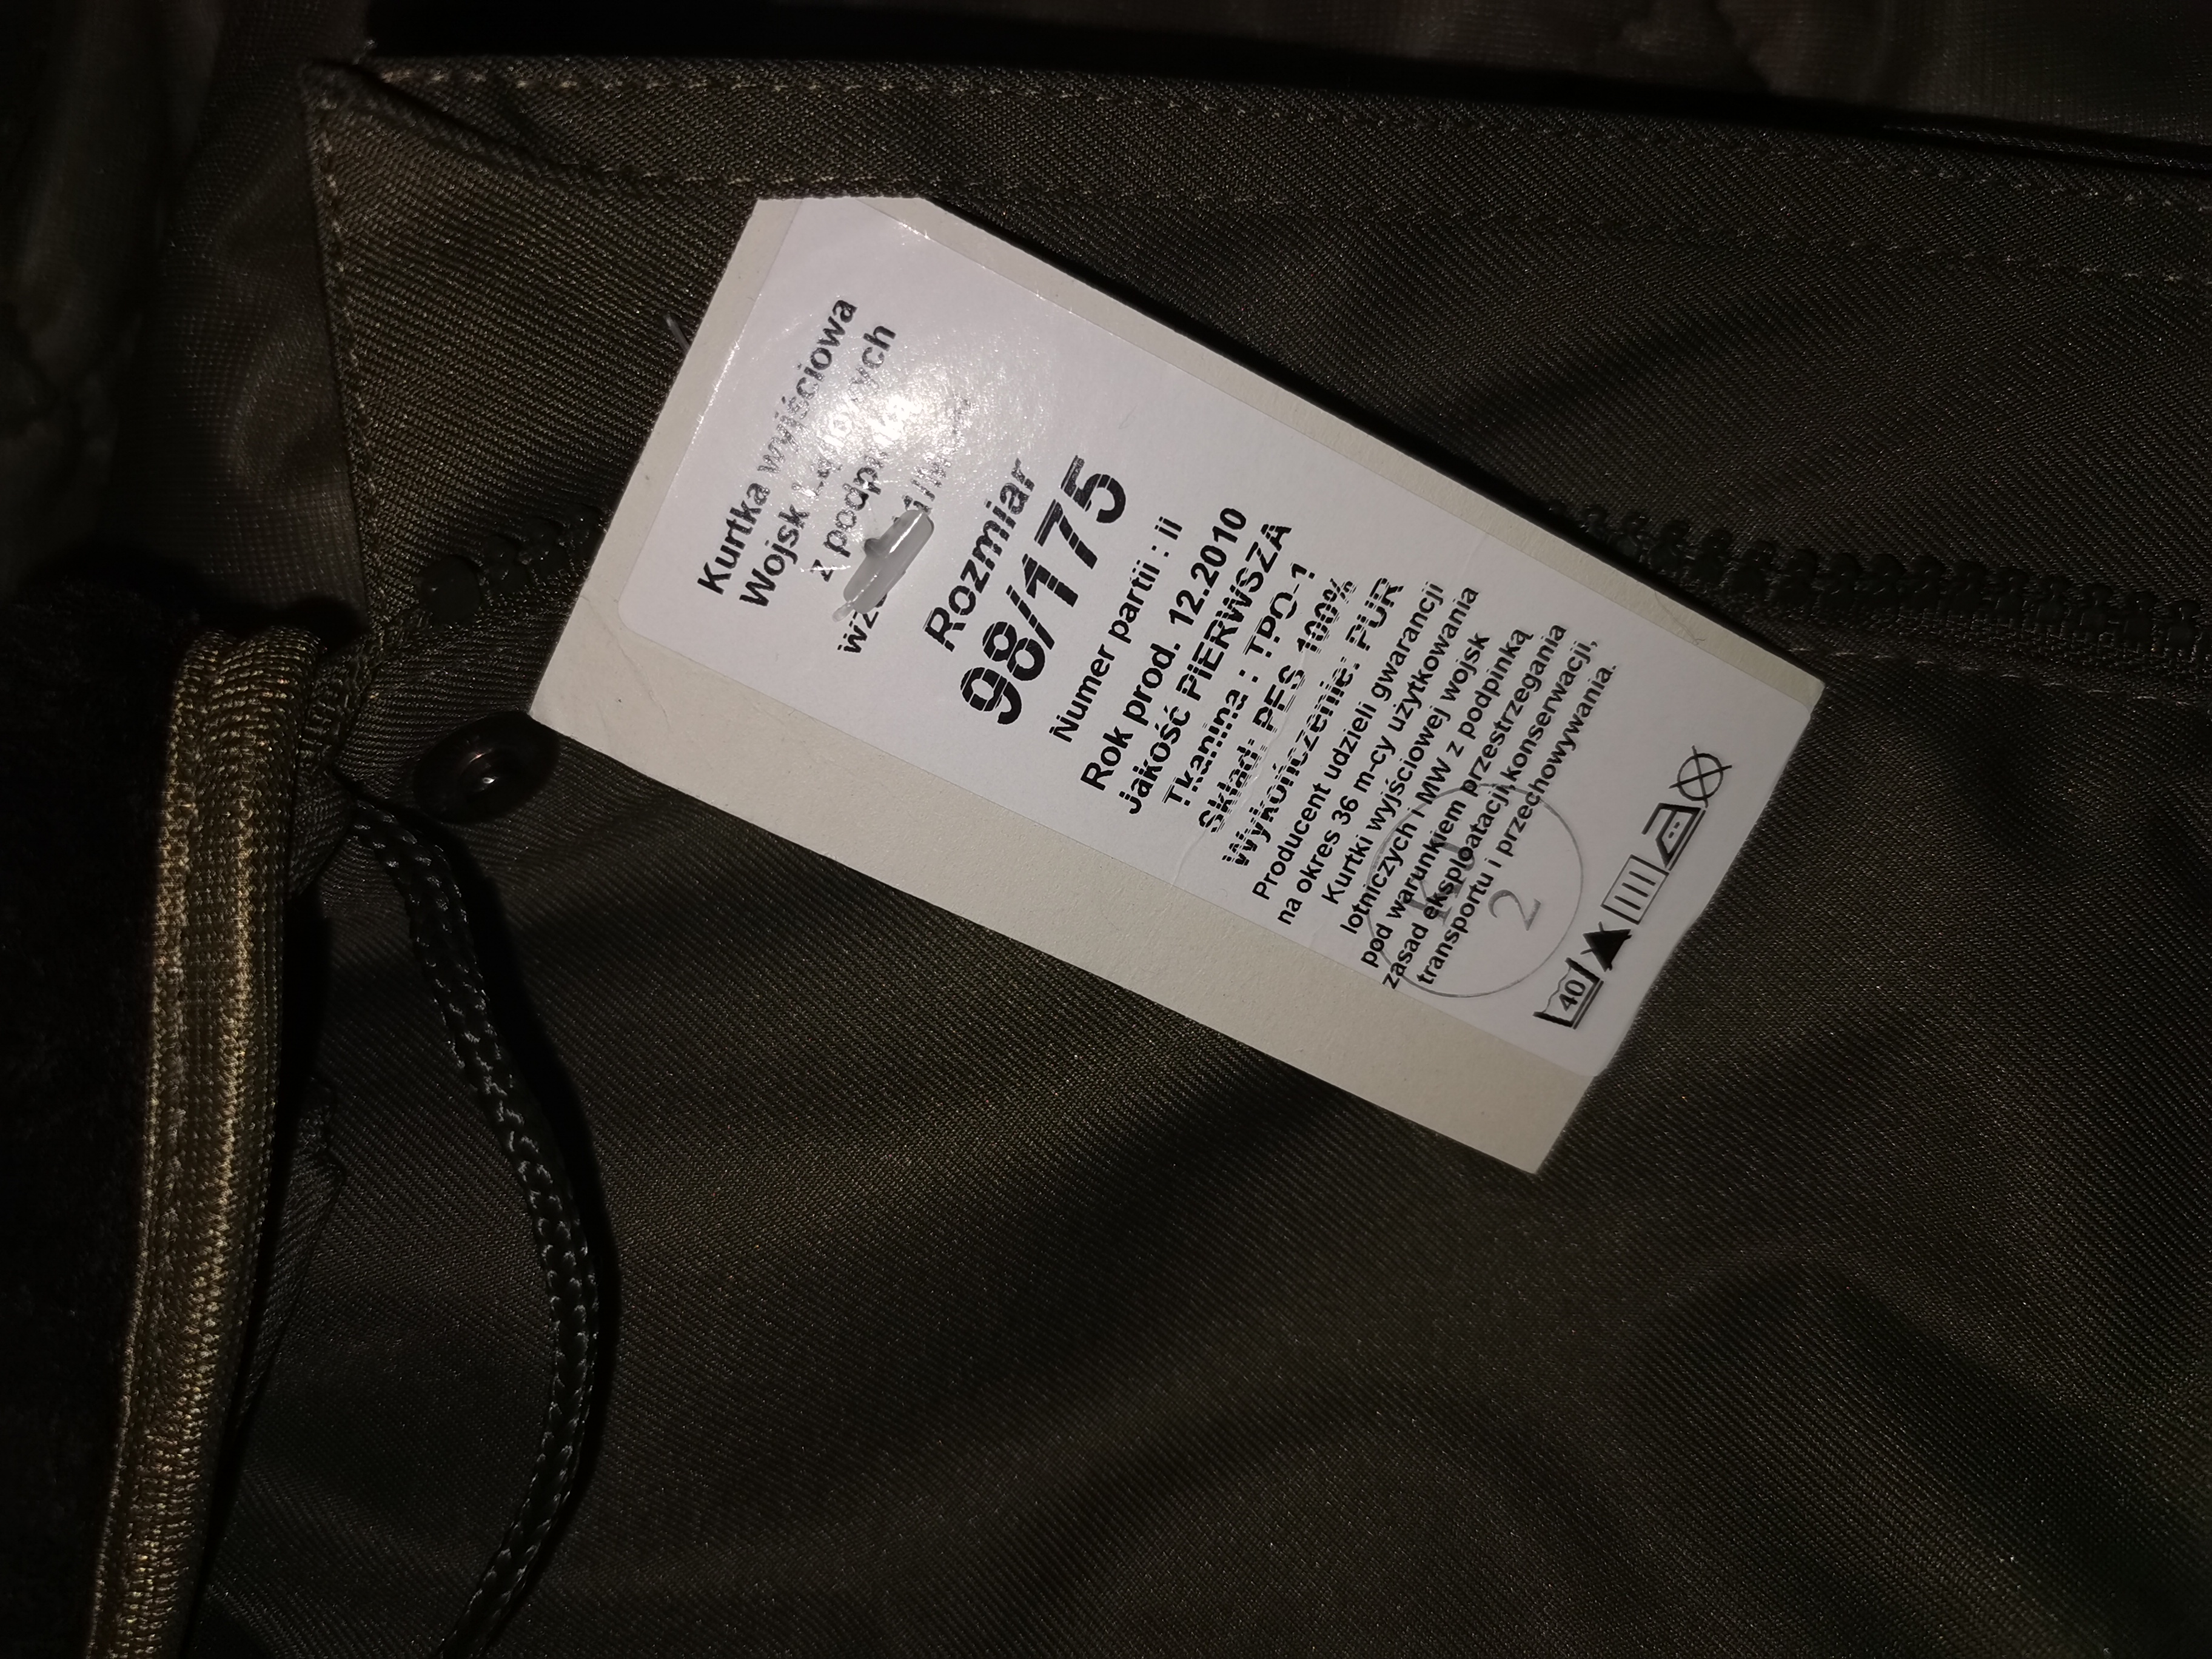 Kurtka wyjściowa
Wojsk
z podpinką
wzór
Rozmiar
98/175
Numer partii : ii
Rok prod. 12.2010
jakość PiERWSZA
Tkanina : TPO-1
Skład: PES 100%
Wykończenie: PUR
Producent udzieli gwarancji
na okres 36 m-cy użytkowania
Kurtki wyjściowej wojsk
lotniczych i MW z podpinką
pod warunkiem przestrzegania
zasad eksploatacji,konserwacji,
transportu i przechowywania.
2
40